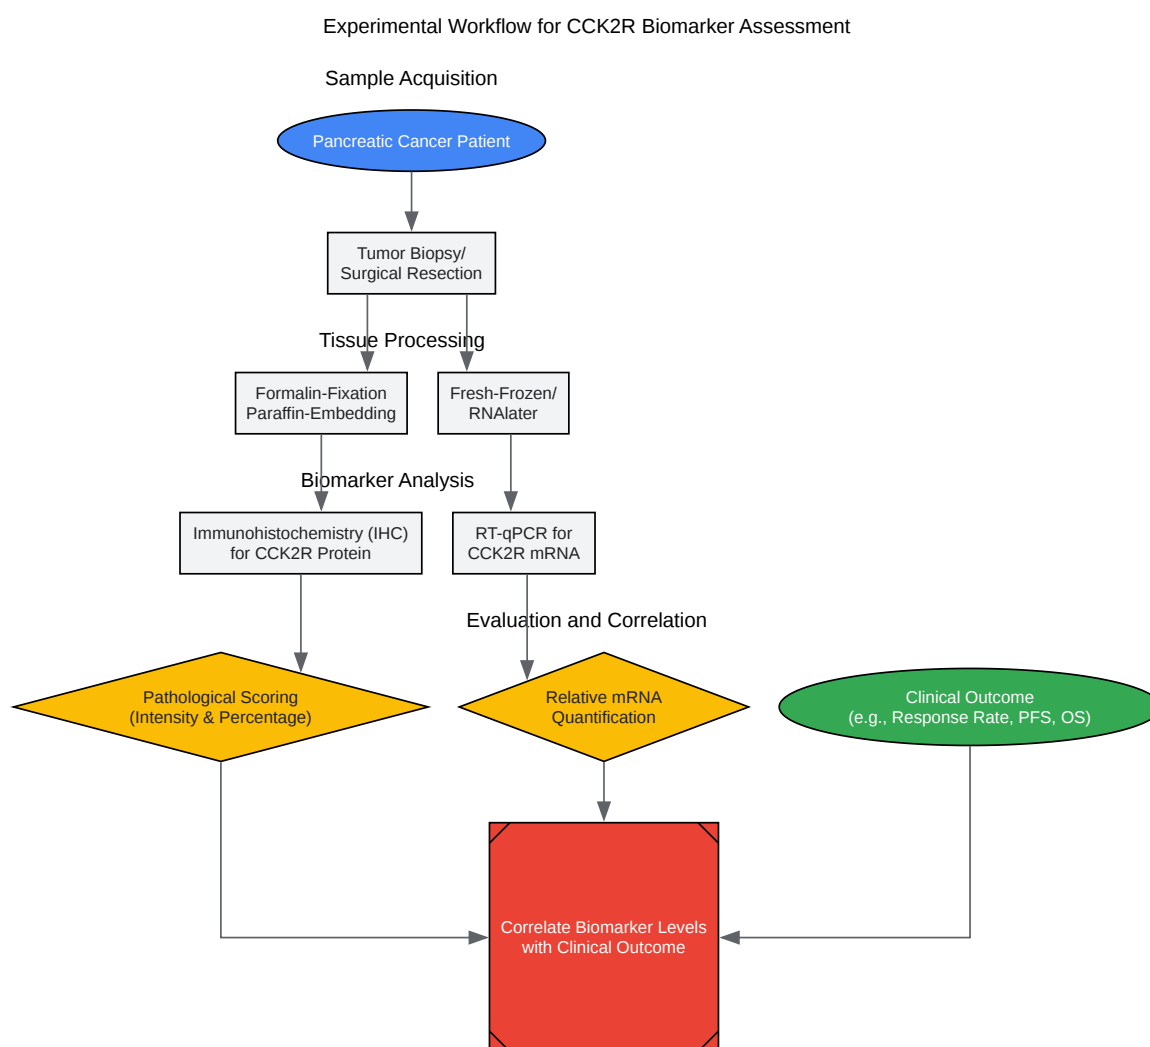 Experimental Workflow for CCK2R Biomarker Assessment
Sample Acquisition
Pancreatic Cancer Patient
Tumor Biopsy/
Surgical Resection
Tissue Processing
Formalin-Fixation
Paraffin-Embedding
Fresh-Frozen/
RNAlater
Biomarker Analysis
Immunohistochemistry (IHC)
for CCK2R Protein
RT-qPCR for
CCK2R mRNA
Evaluation and Correlation
Pathological Scoring
(Intensity & Percentage)
Relative mRNA
Quantification
Clinical Outcome
(e.g., Response Rate, PFS, OS)
Correlate Biomarker Levels
with Clinical Outcome